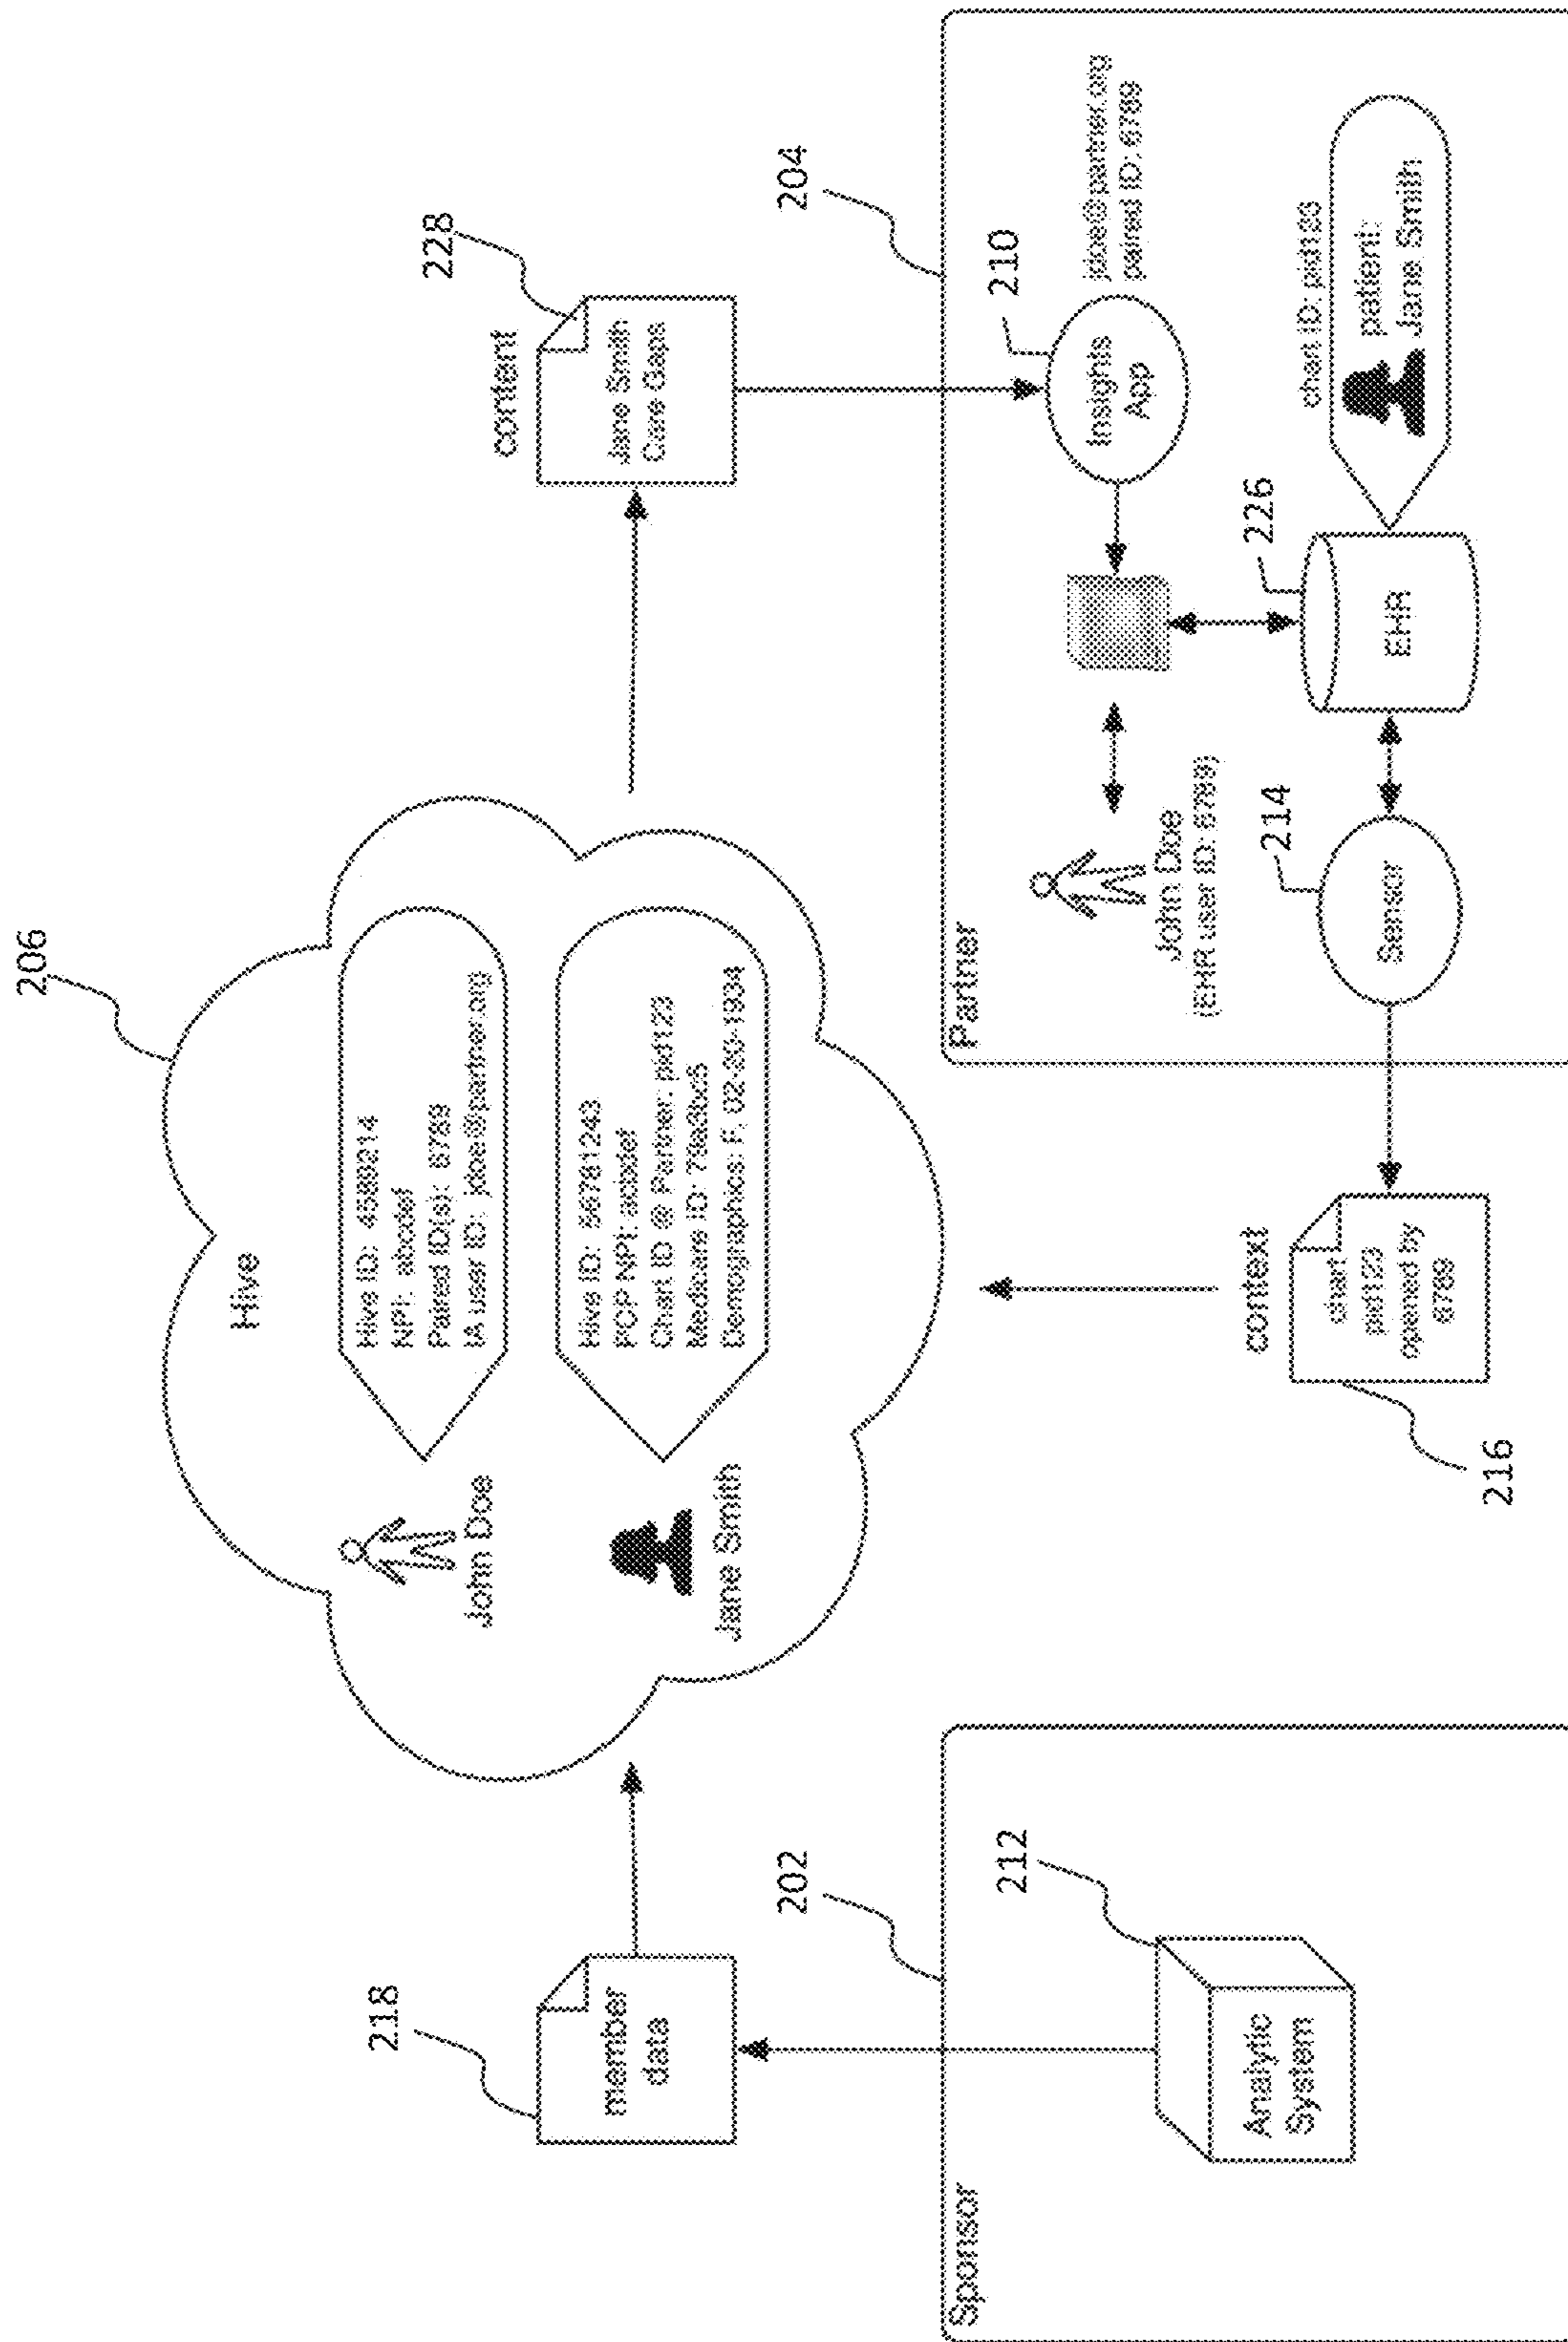 206
Hive
John Doe
Hive ID: 4589214
NPI: abcdef
Paired ID(s): 6789
IA user ID: jdoe@partner.org
Jane Smith
Hive ID: 56781243
PCP NPI:
Chart ID @ Partner: pid123
Medicare ID:
Demographics: F, 02-20-1934
218
member
data
content
228
Jane Smith
Care Gaps
202
Sponsor
212
Analytic
System
context
chart
pid123
opened by
6789
216
204
Partner
John Doe
(EHR user ID: 6789)
210
Insights
App
jdoe@partner.org
paired ID: 6789
214
Sensor
226
EHR
chart ID:
patient:
Jane Smith